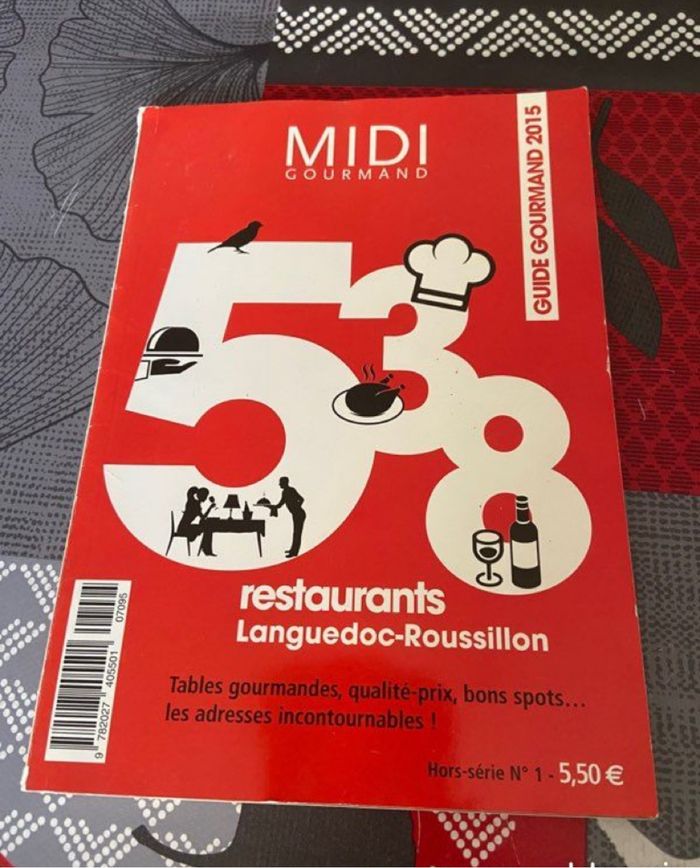 MIDI
GOURMAND
GUIDE GOURMAND 2015
538
restaurants
Languedoc-Roussillon
Tables gourmandes, qualité-prix, bons spots...
les adresses incontournables !
Hors-série N° 1 - 5,50 €
9 782027 405501
07095